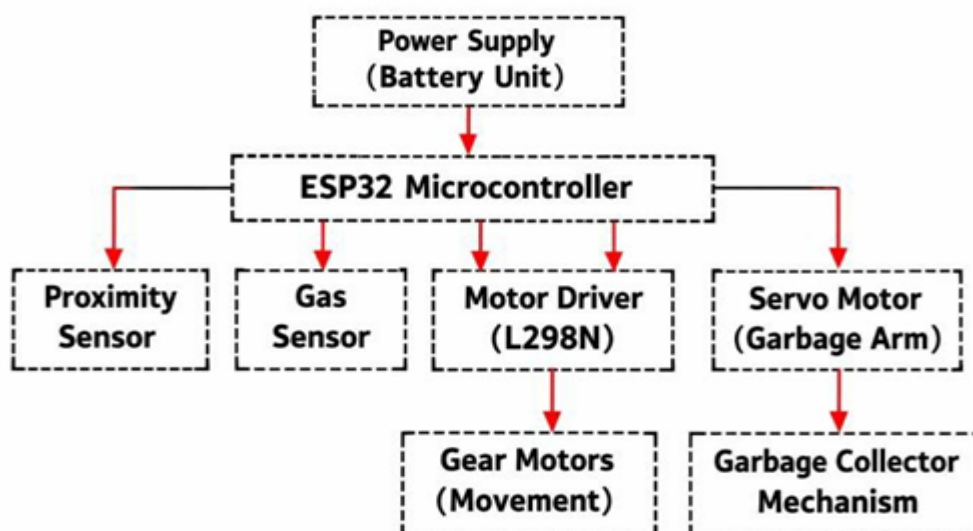 Power Supply
(Battery Unit)
ESP32 Microcontroller
Proximity
Sensor
Gas
Sensor
Motor Driver
(L298N)
Servo Motor
(Garbage Arm)
Gear Motors
(Movement)
Garbage Collector
Mechanism